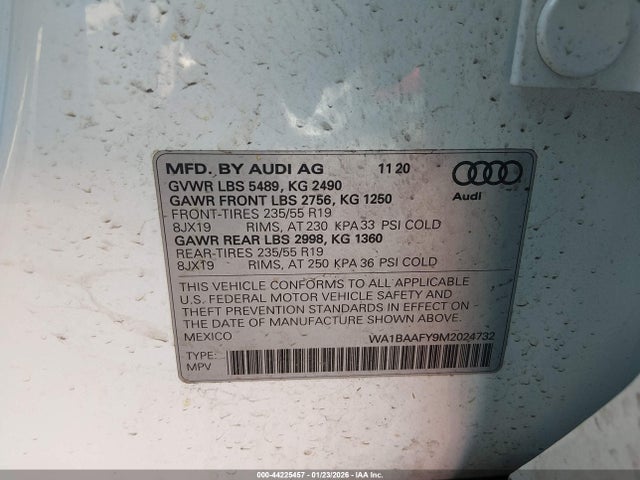 MFD. BY AUDI AG 11 20
GVWR LBS 5489, KG 2490
GAWR FRONT LBS 2756, KG 1250
FRONT-TIRES 235/55 R19
8JX19 RIMS, AT 230 KPA 33 PSI COLD
GAWR REAR LBS 2998, KG 1360
REAR-TIRES 235/55 R19
8JX19 RIMS, AT 250 KPA 36 PSI COLD
Audi
THIS VEHICLE CONFORMS TO ALL APPLICABLE
U.S. FEDERAL MOTOR VEHICLE SAFETY AND
THEFT PREVENTION STANDARDS IN EFFECT ON
THE DATE OF MANUFACTURE SHOWN ABOVE.
MEXICO WA1BAAFY9M2024732
TYPE:
MPV
000-44225457 - 01/23/2026 - IAA Inc.